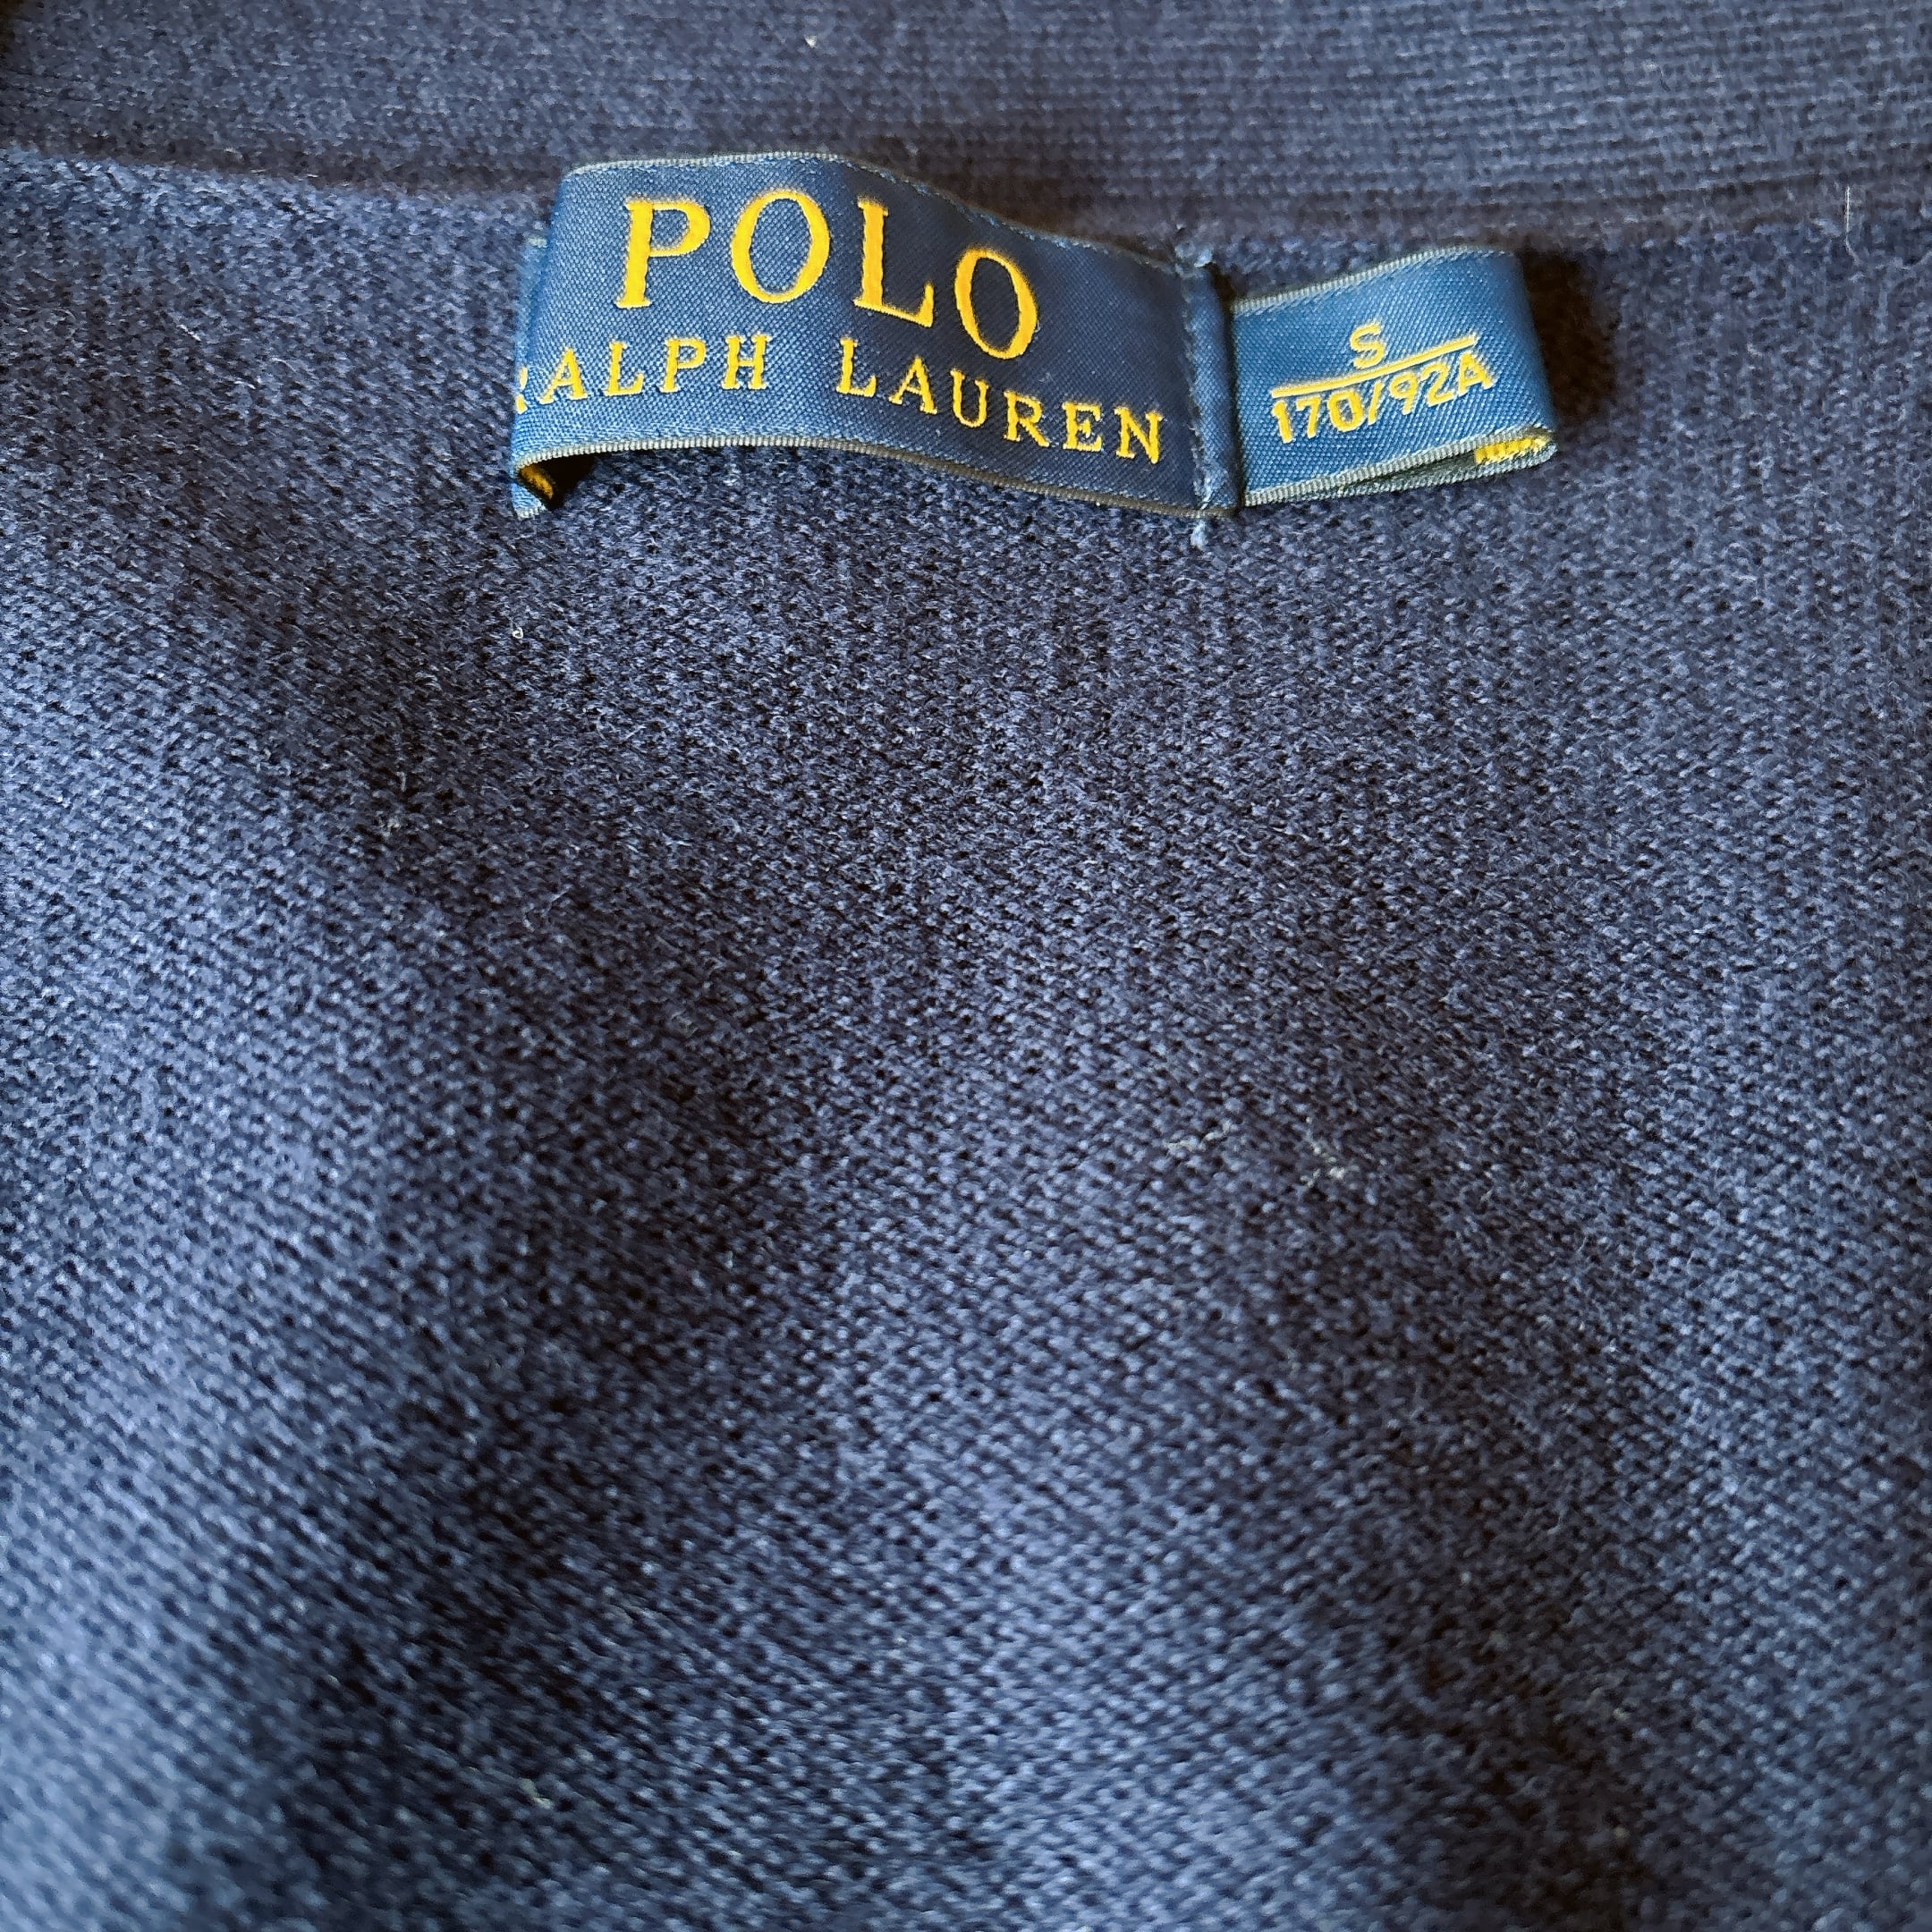 POLO
RALPH LAUREN
S
170/92A